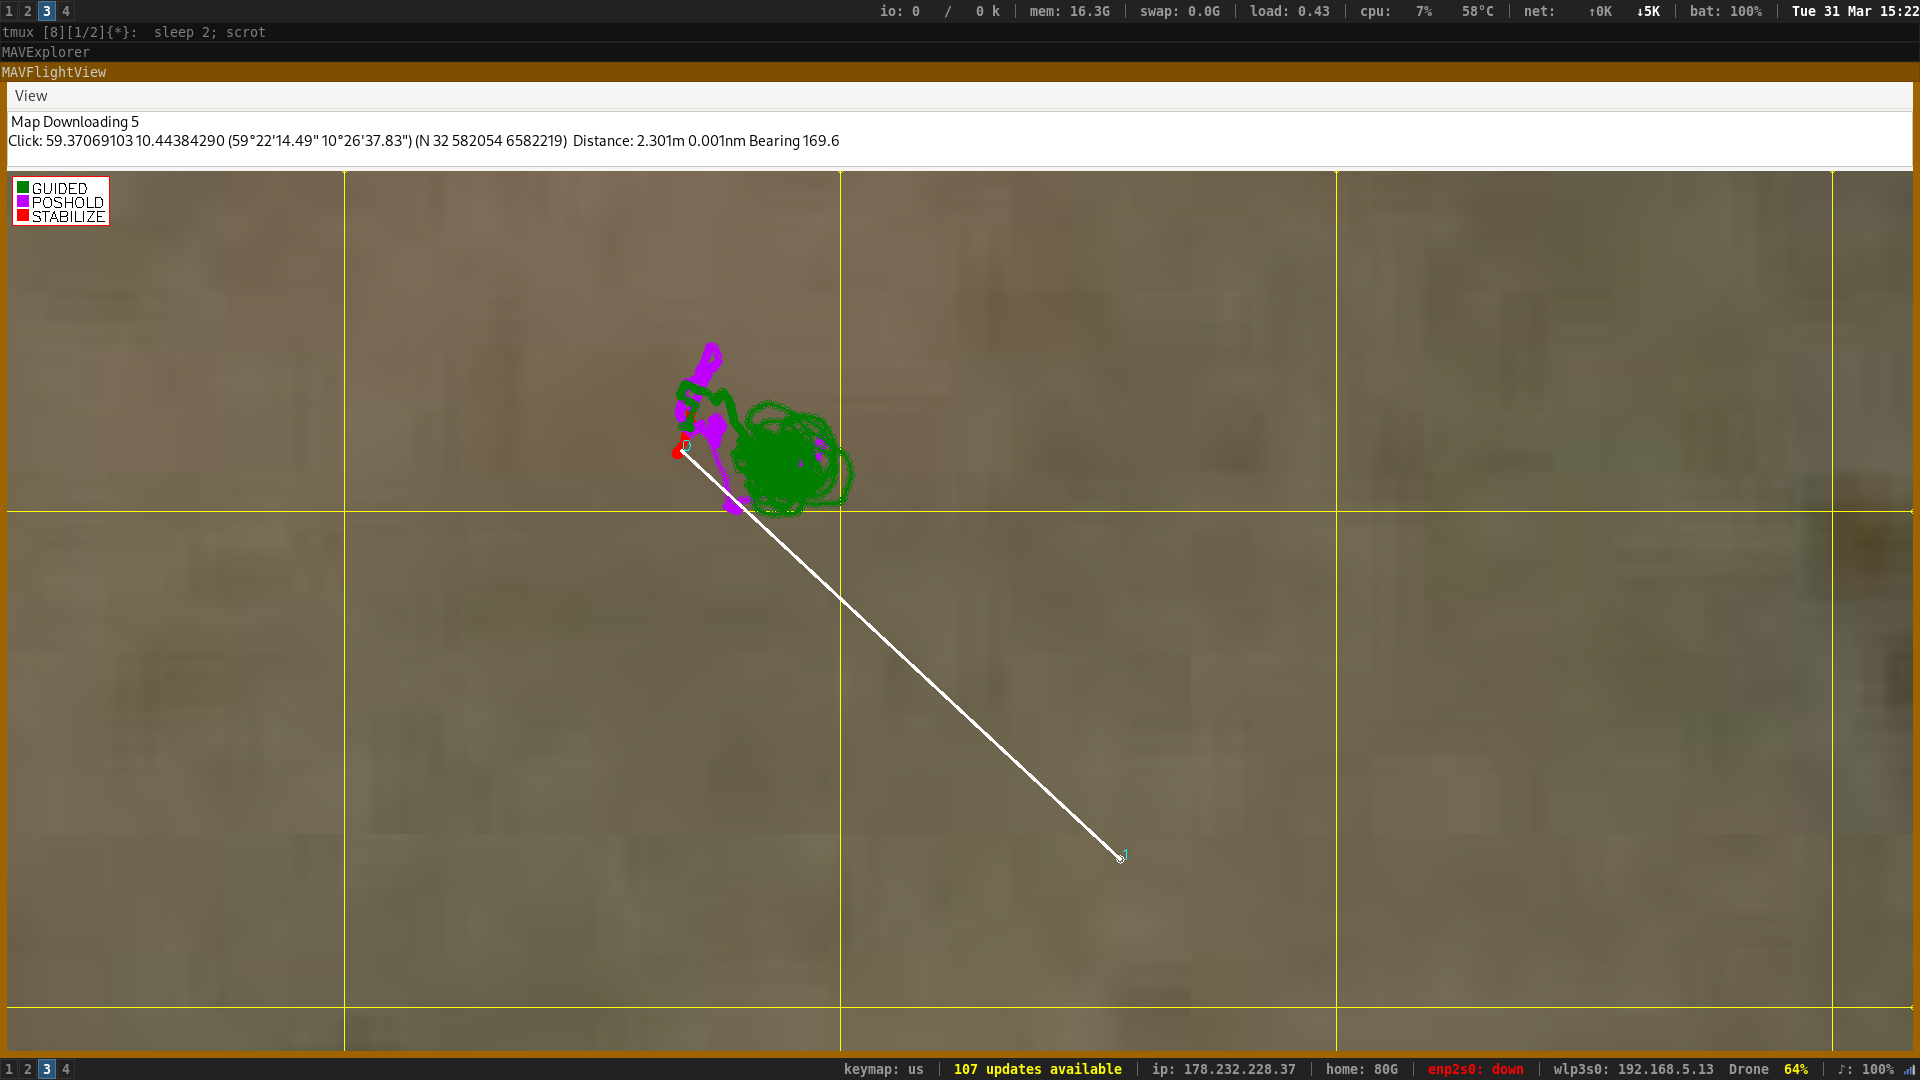 1 2 3 4 io: 0 / 0 k | mem: 16.3G | swap: 0.0G | load: 0.43 | cpu: 7% 58°C | net: ↑0K ↓5K | bat: 100% | Tue 31 Mar 15:22
tmux [8][1/2]{*}: sleep 2; scrot
MAVExplorer
MAVFlightView
View
Map Downloading 5
Click: 59.37069103 10.44384290 (59°22'14.49" 10°26'37.83") (N 32 582054 6582219) Distance: 2.301m 0.001nm Bearing 169.6
GUIDED
POSHOLD
STABILIZE
1
1 2 3 4 keymap: us | 107 updates available | ip: 178.232.228.37 | home: 80G | enp2s0: down | wlp3s0: 192.168.5.13 Drone 64% | ♪: 100%